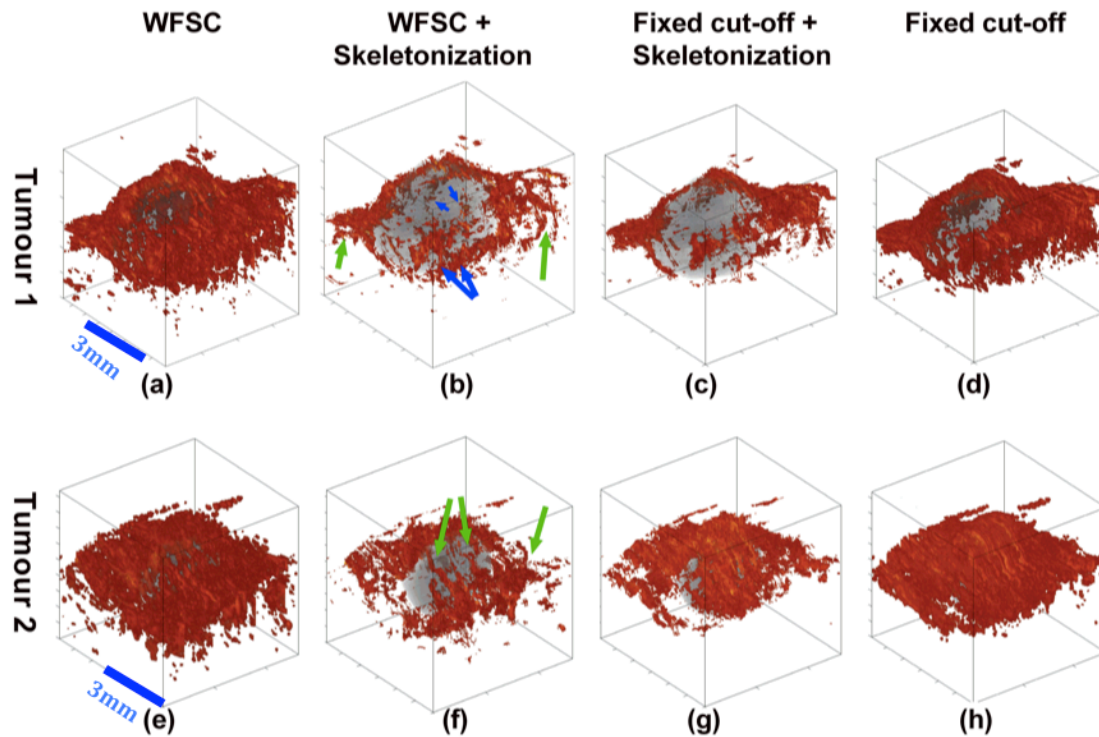 WFSC
WFSC +
Skeletonization
Fixed cut-off +
Skeletonization
Fixed cut-off
Tumour 1
3mm
(a)
(b)
(c)
(d)
Tumour 2
3mm
(e)
(f)
(g)
(h)